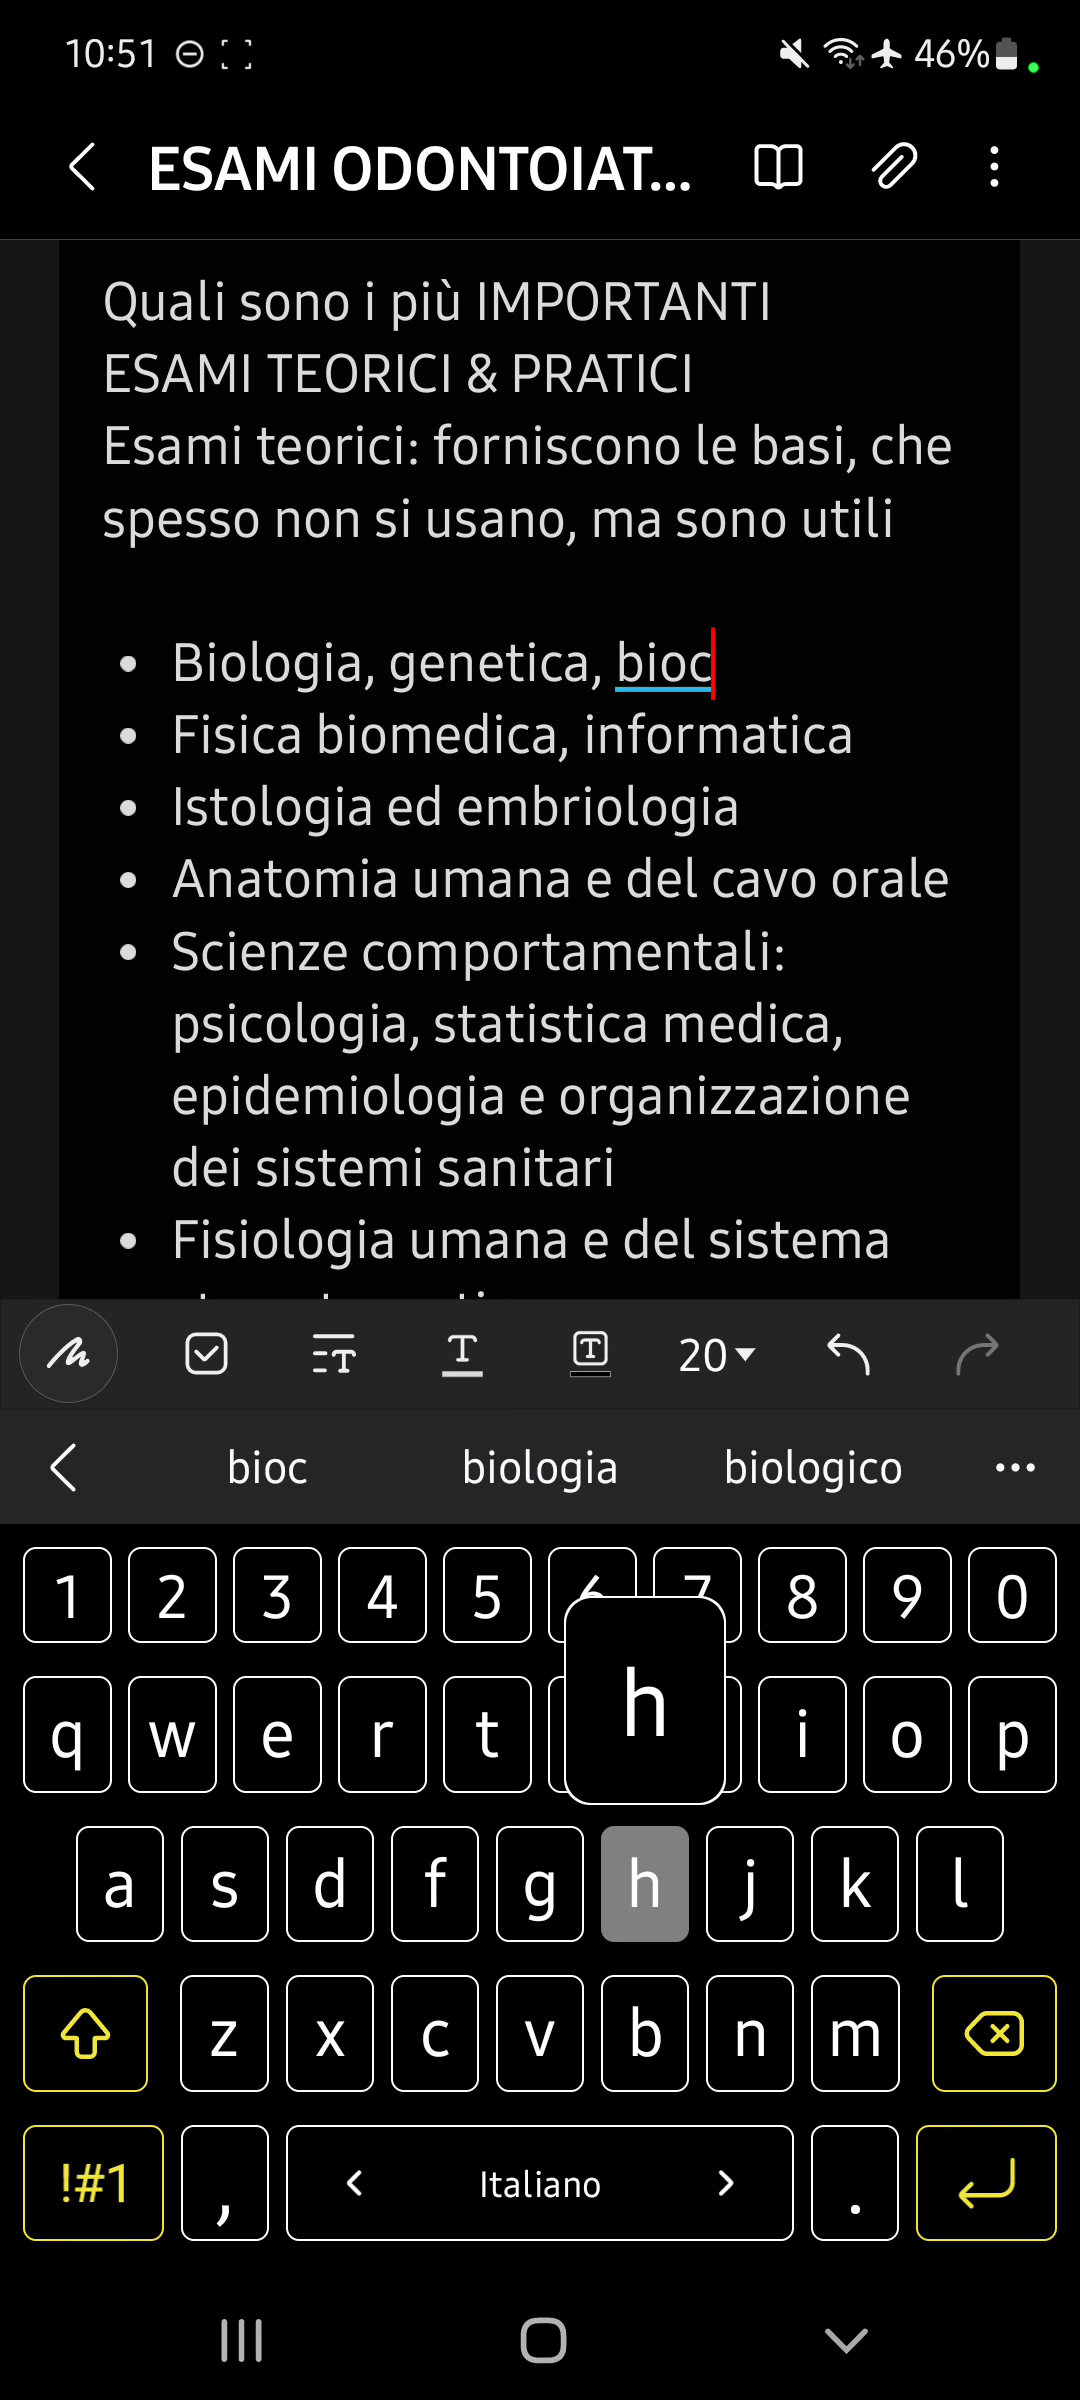 10:51
46%
ESAMI ODONTOIAT...
Quali sono i più IMPORTANTI
ESAMI TEORICI & PRATICI
Esami teorici: forniscono le basi, che
spesso non si usano, ma sono utili
• Biologia, genetica, bioc
• Fisica biomedica, informatica
• Istologia ed embriologia
• Anatomia umana e del cavo orale
• Scienze comportamentali:
psicologia, statistica medica,
epidemiologia e organizzazione
dei sistemi sanitari
• Fisiologia umana e del sistema
20
bioc biologia biologico ...
1 2 3 4 5 6 7 8 9 0
h
q w e r t i o p
a s d f g h j k l
z x c v b n m
!#1 , Italiano .